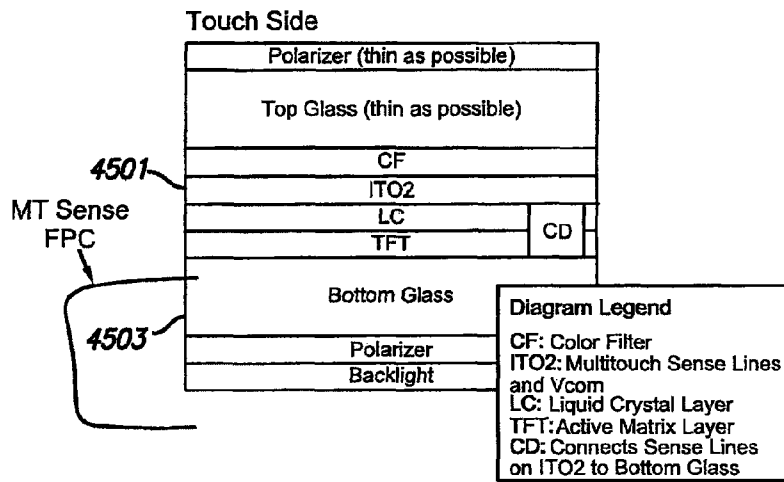 Touch Side
Polarizer (thin as possible)
Top Glass (thin as possible)
CF
4501
ITO2
MT Sense
FPC
LC
CD
TFT
Bottom Glass
4503
Polarizer
Backlight
Diagram Legend
CF: Color Filter
ITO2: Multitouch Sense Lines
and Vcom
LC: Liquid Crystal Layer
TFT: Active Matrix Layer
CD: Connects Sense Lines
on ITO2 to Bottom Glass